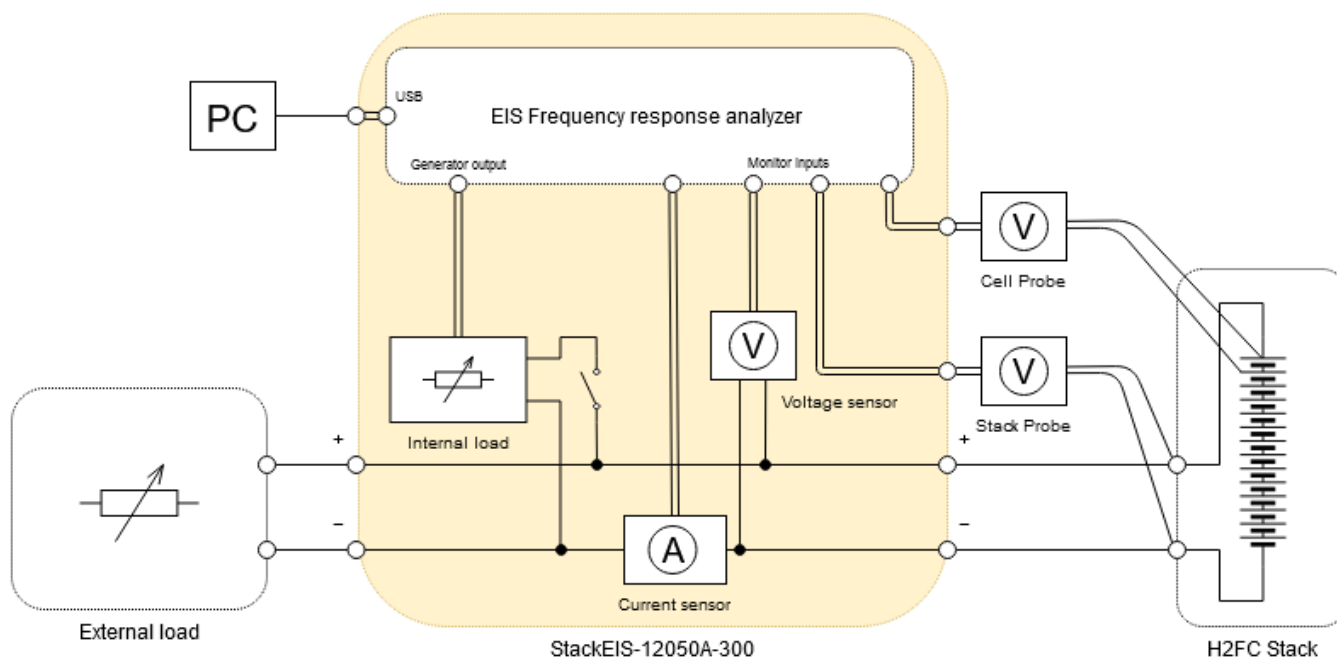 USB
PC
EIS Frequency response analyzer
Generator output
Monitor inputs
V
Cell Probe
V
Voltage sensor
V
Stack Probe
Internal load
+
+
−
−
A
Current sensor
External load
StackEIS-12050A-300
H2FC Stack